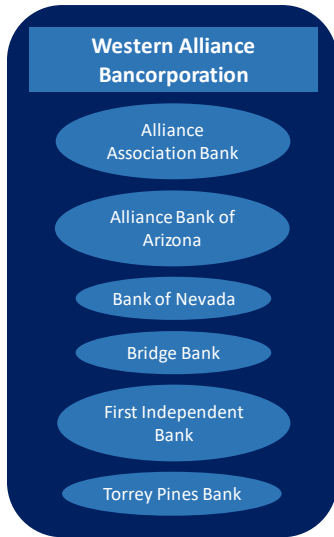 Western Alliance
Bancorporation
Alliance
Association Bank
Alliance Bank of
Arizona
Bank of Nevada
Bridge Bank
First Independent
Bank
Torrey Pines Bank